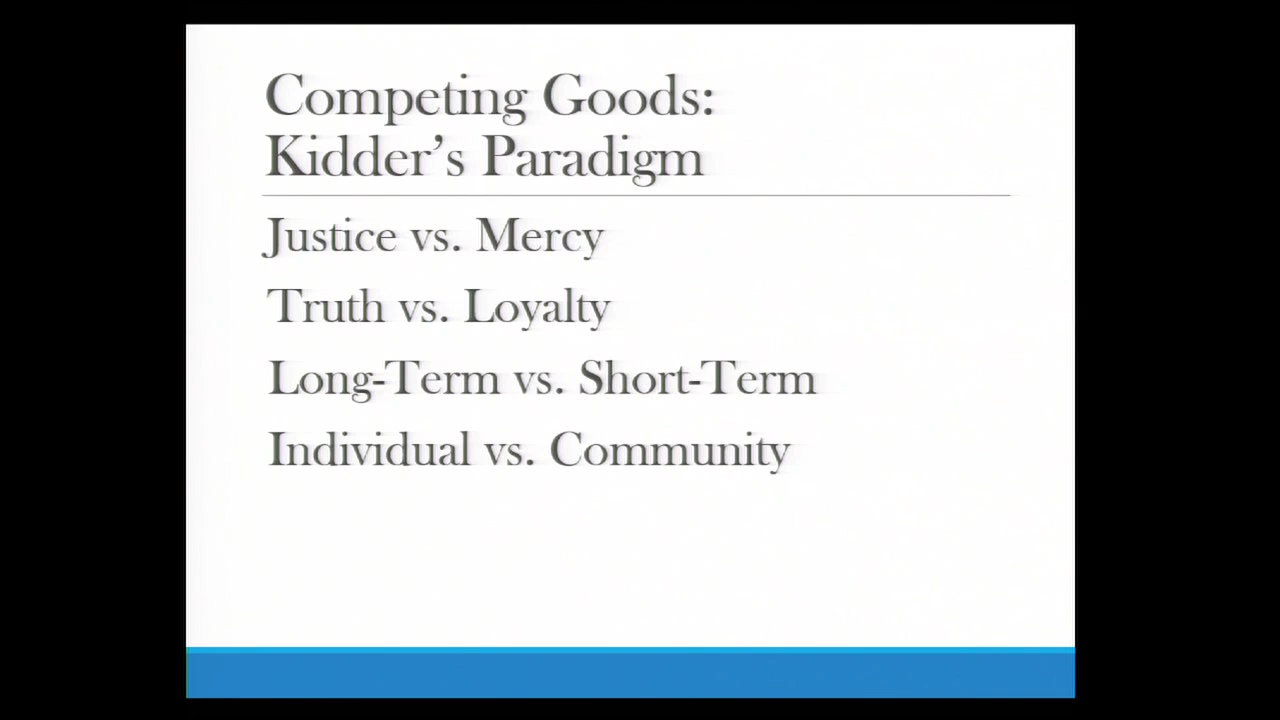 Competing Goods:
Kidder’s Paradigm
Justice vs. Mercy
Truth vs. Loyalty
Long-Term vs. Short-Term
Individual vs. Community